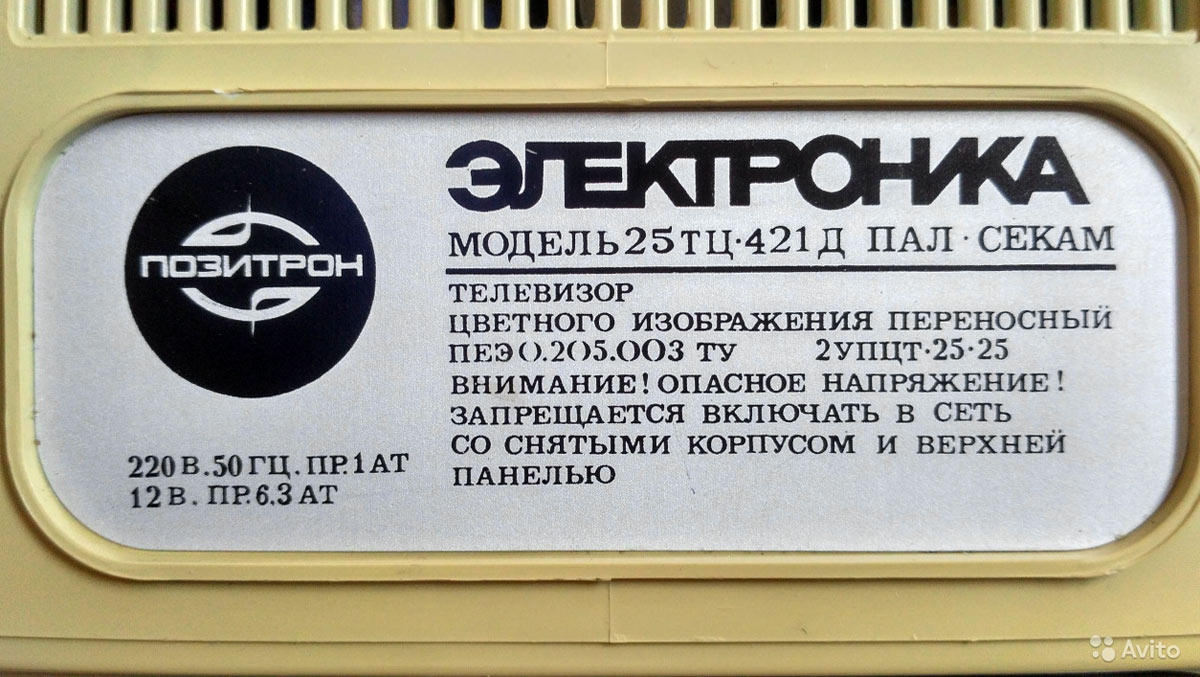 ПОЗИТРОН
220 В. 50 ГЦ. ПР. 1 АТ
12 В. ПР. 6.3 АТ
ЭЛЕКТРОНИКА
МОДЕЛЬ 25ТЦ·421Д ПАЛ·СЕКАМ
ТЕЛЕВИЗОР
ЦВЕТНОГО ИЗОБРАЖЕНИЯ ПЕРЕНОСНЫЙ
ПЕЭ0.205.003 ТУ 2УПЦТ·25·25
ВНИМАНИЕ! ОПАСНОЕ НАПРЯЖЕНИЕ!
ЗАПРЕЩАЕТСЯ ВКЛЮЧАТЬ В СЕТЬ
СО СНЯТЫМИ КОРПУСОМ И ВЕРХНЕЙ
ПАНЕЛЬЮ
Avito